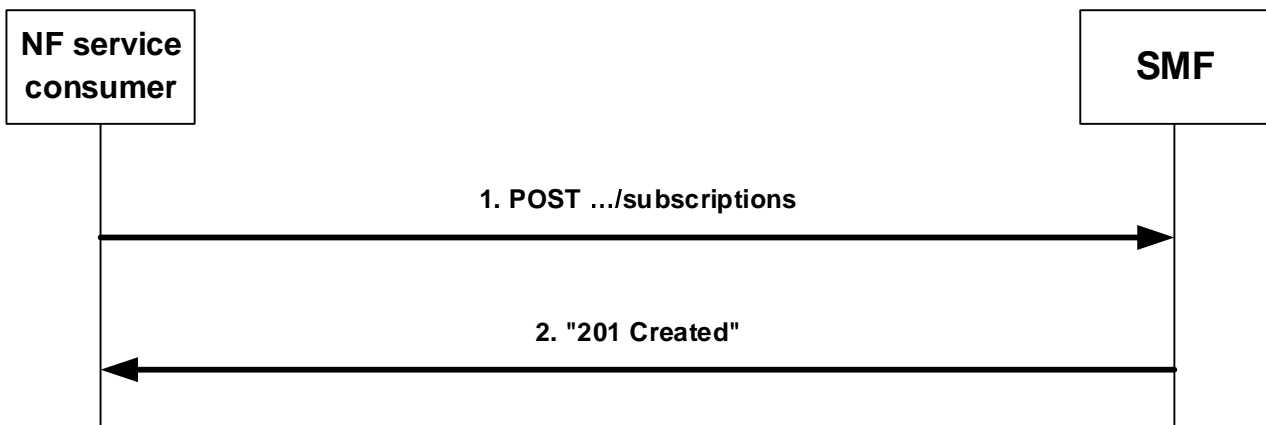 NF service
consumer
SMF
1. POST …/subscriptions
2. "201 Created"